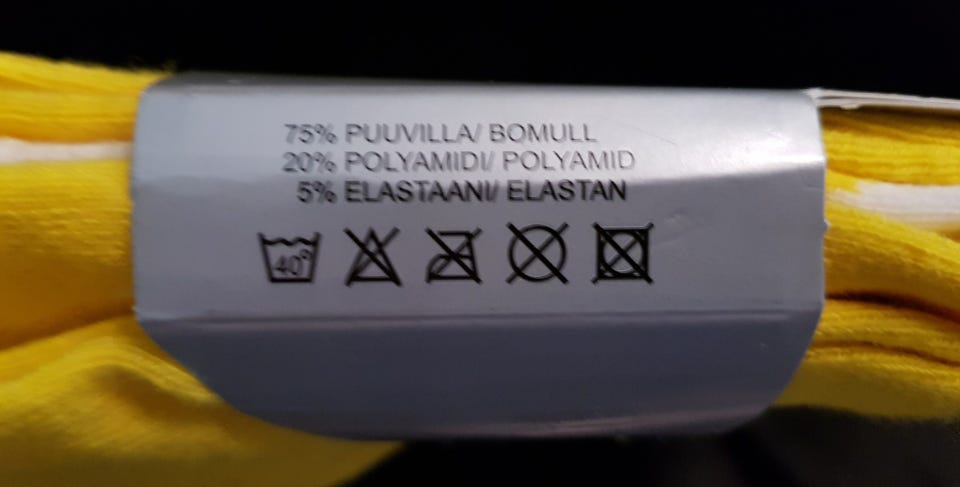 75% PUUVILLA/ BOMULL
20% POLYAMIDI/ POLYAMID
5% ELASTAANI/ ELASTAN
40°